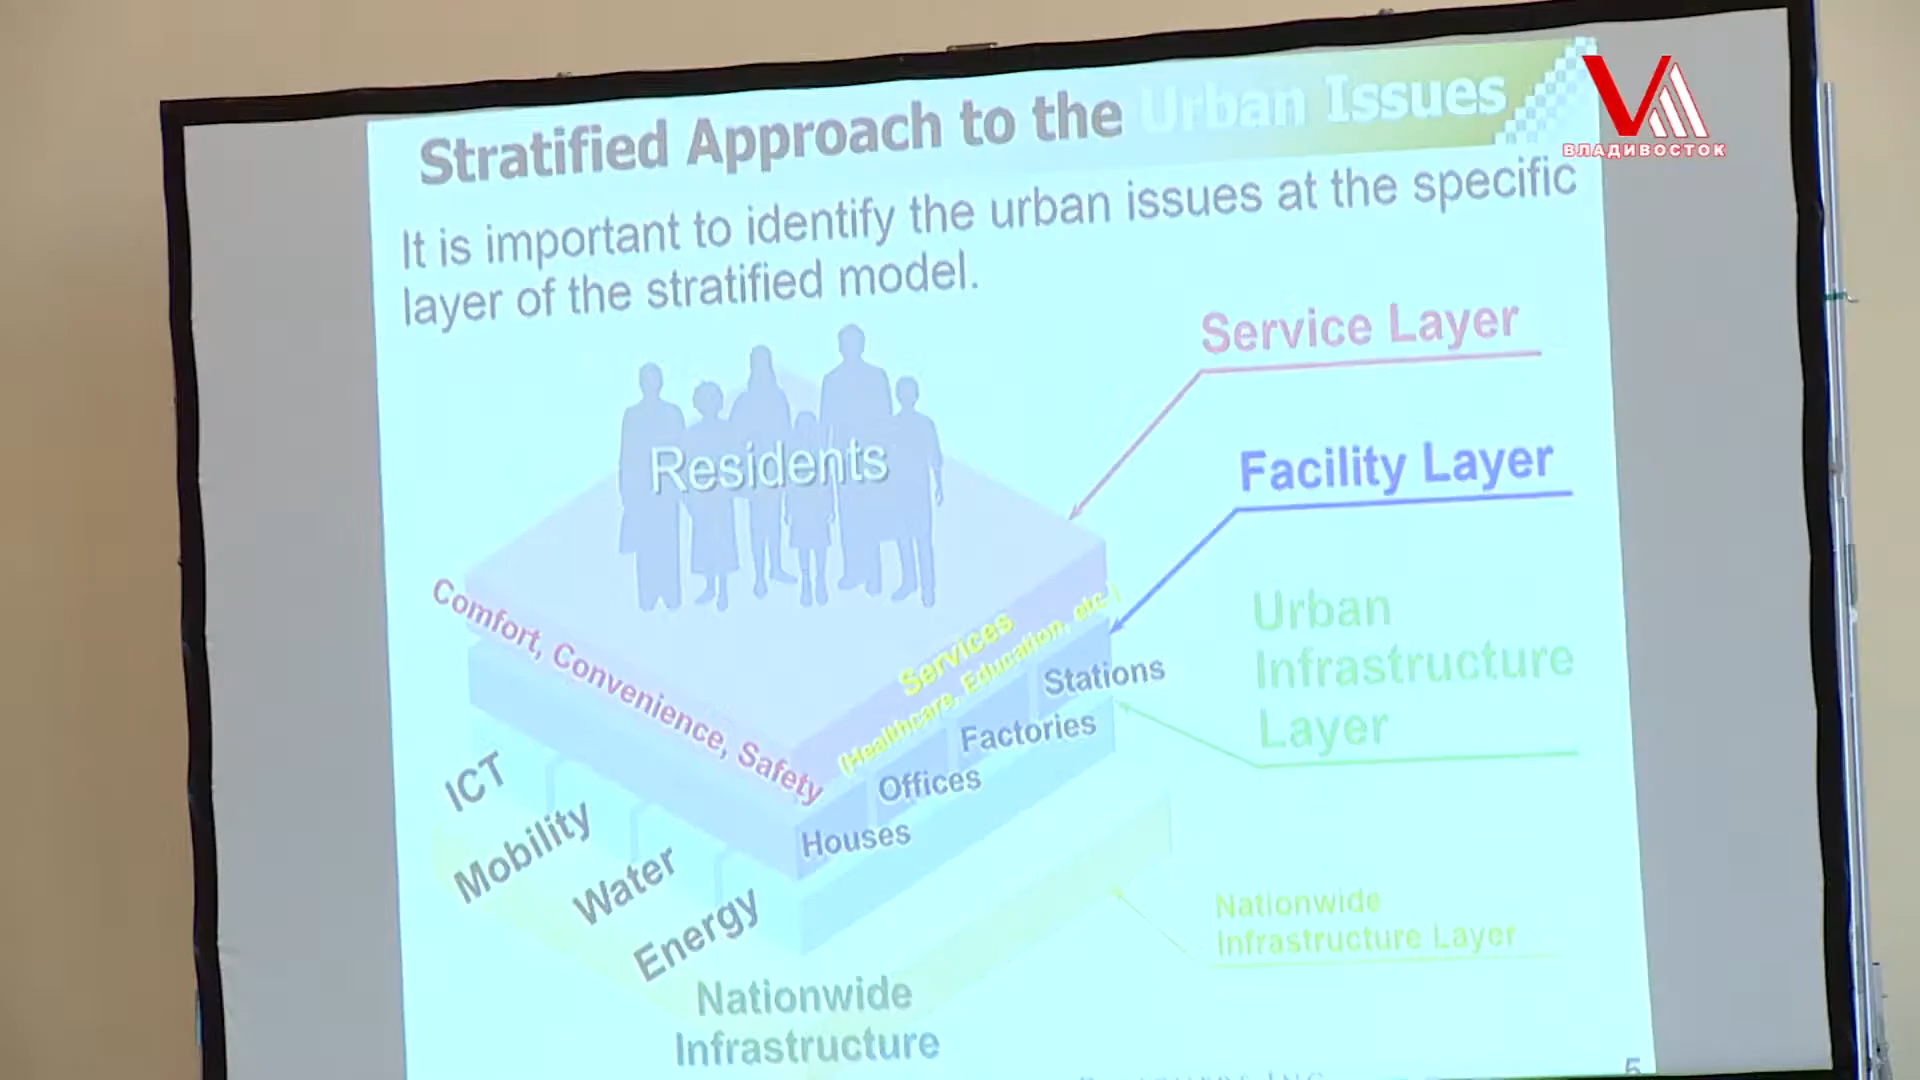 Stratified Approach to the Urban Issues
ВЛАДИВОСТОК
It is important to identify the urban issues at the specific
layer of the stratified model.
Service Layer
Residents
Facility Layer
Comfort, Convenience, Safety
Services
(Healthcare, Education, etc.)
Urban
Infrastructure
Layer
Stations
Factories
Offices
Houses
ICT
Mobility
Water
Energy
Nationwide
Infrastructure Layer
Nationwide
Infrastructure
5